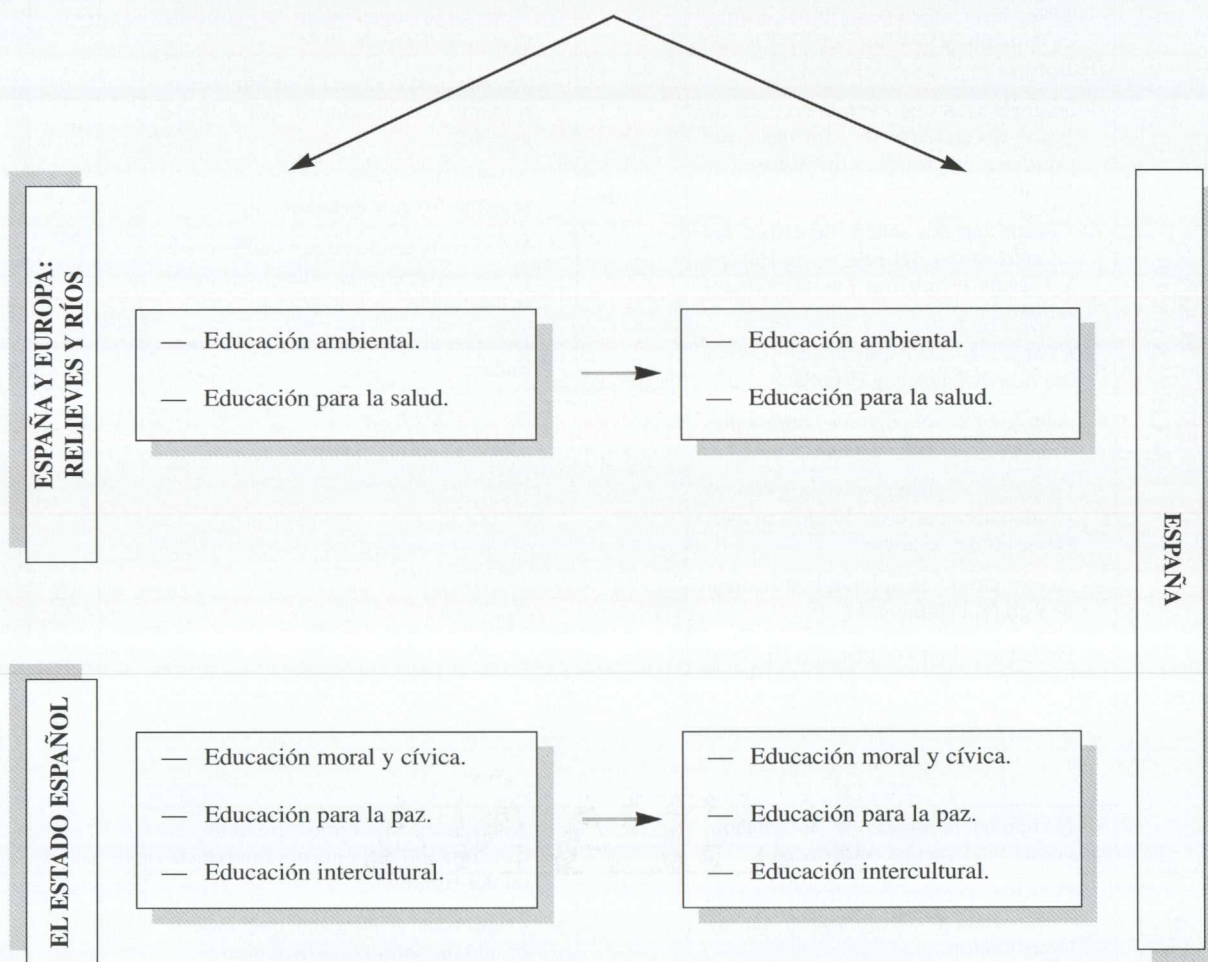 ESPAÑA Y EUROPA:
RELIEVES Y RÍOS
— Educación ambiental.
— Educación para la salud.
— Educación ambiental.
— Educación para la salud.
ESPAÑA
EL ESTADO ESPAÑOL
— Educación moral y cívica.
— Educación para la paz.
— Educación intercultural.
— Educación moral y cívica.
— Educación para la paz.
— Educación intercultural.